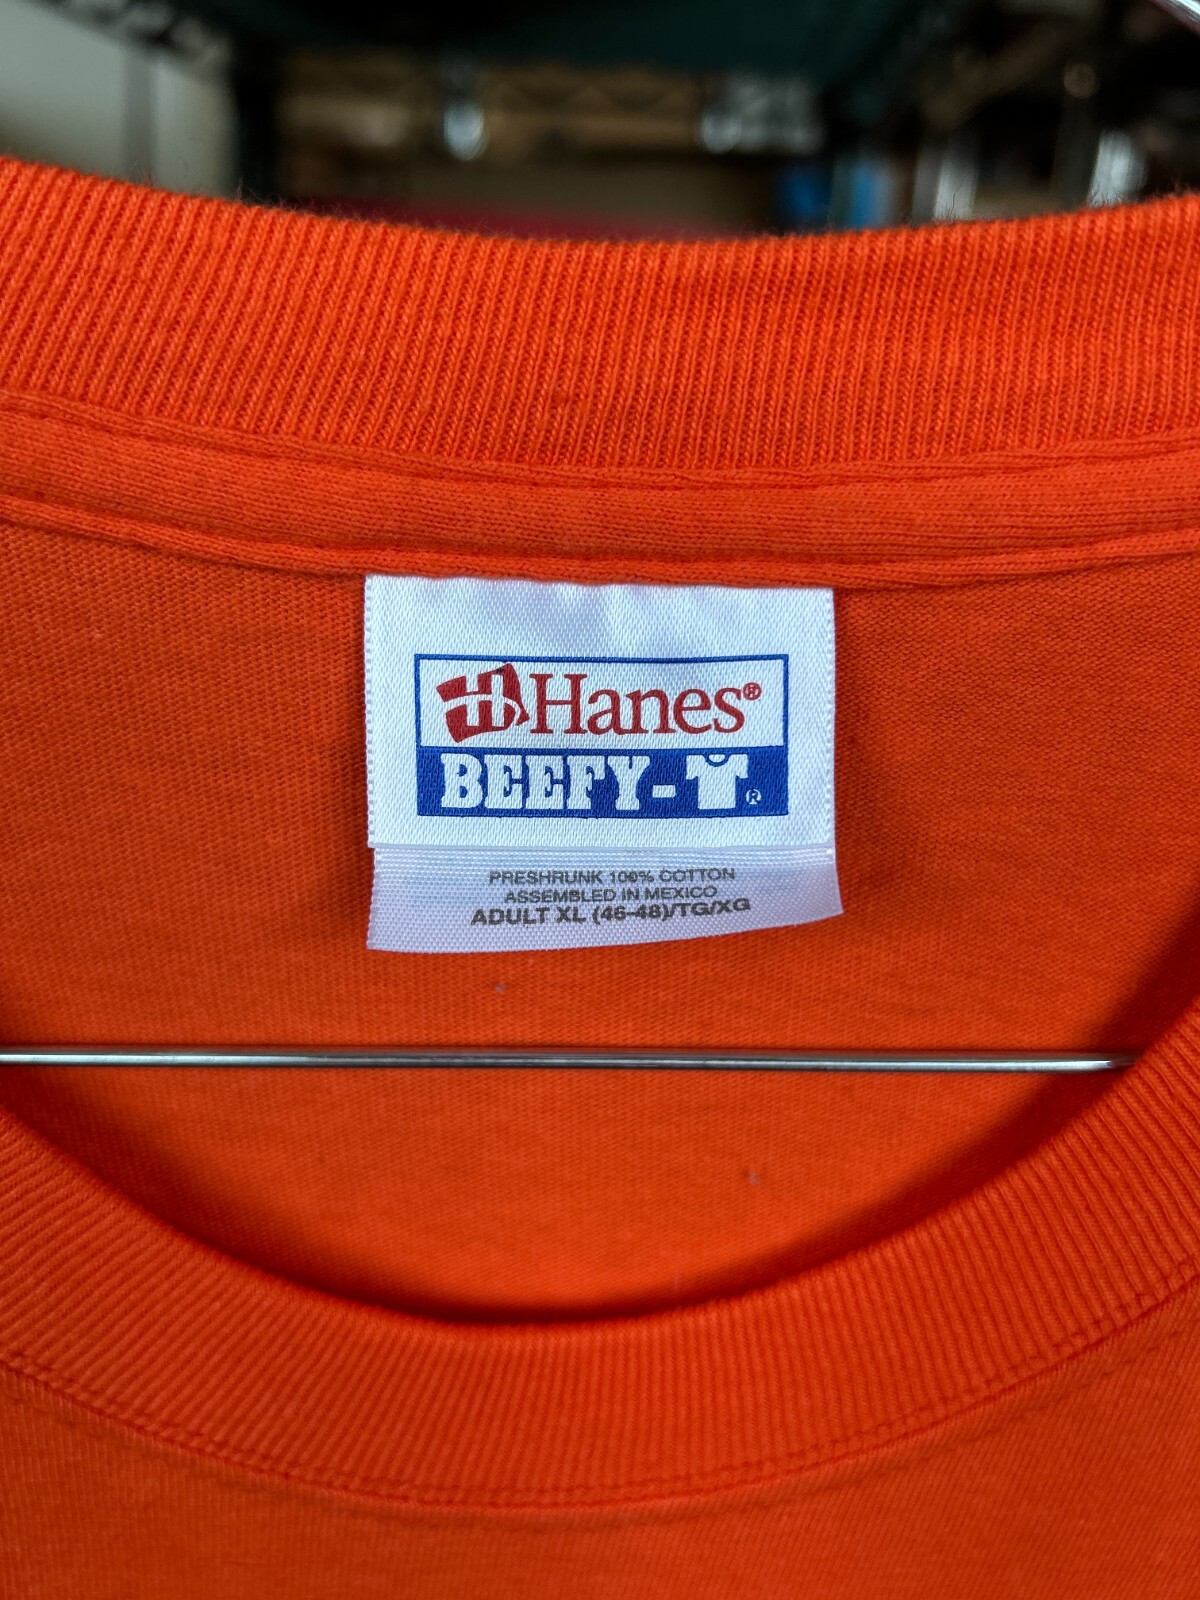 Hanes®
BEEFY-T®
PRESHRUNK 100% COTTON
ASSEMBLED IN MEXICO
ADULT XL (46-48)/TG/XG